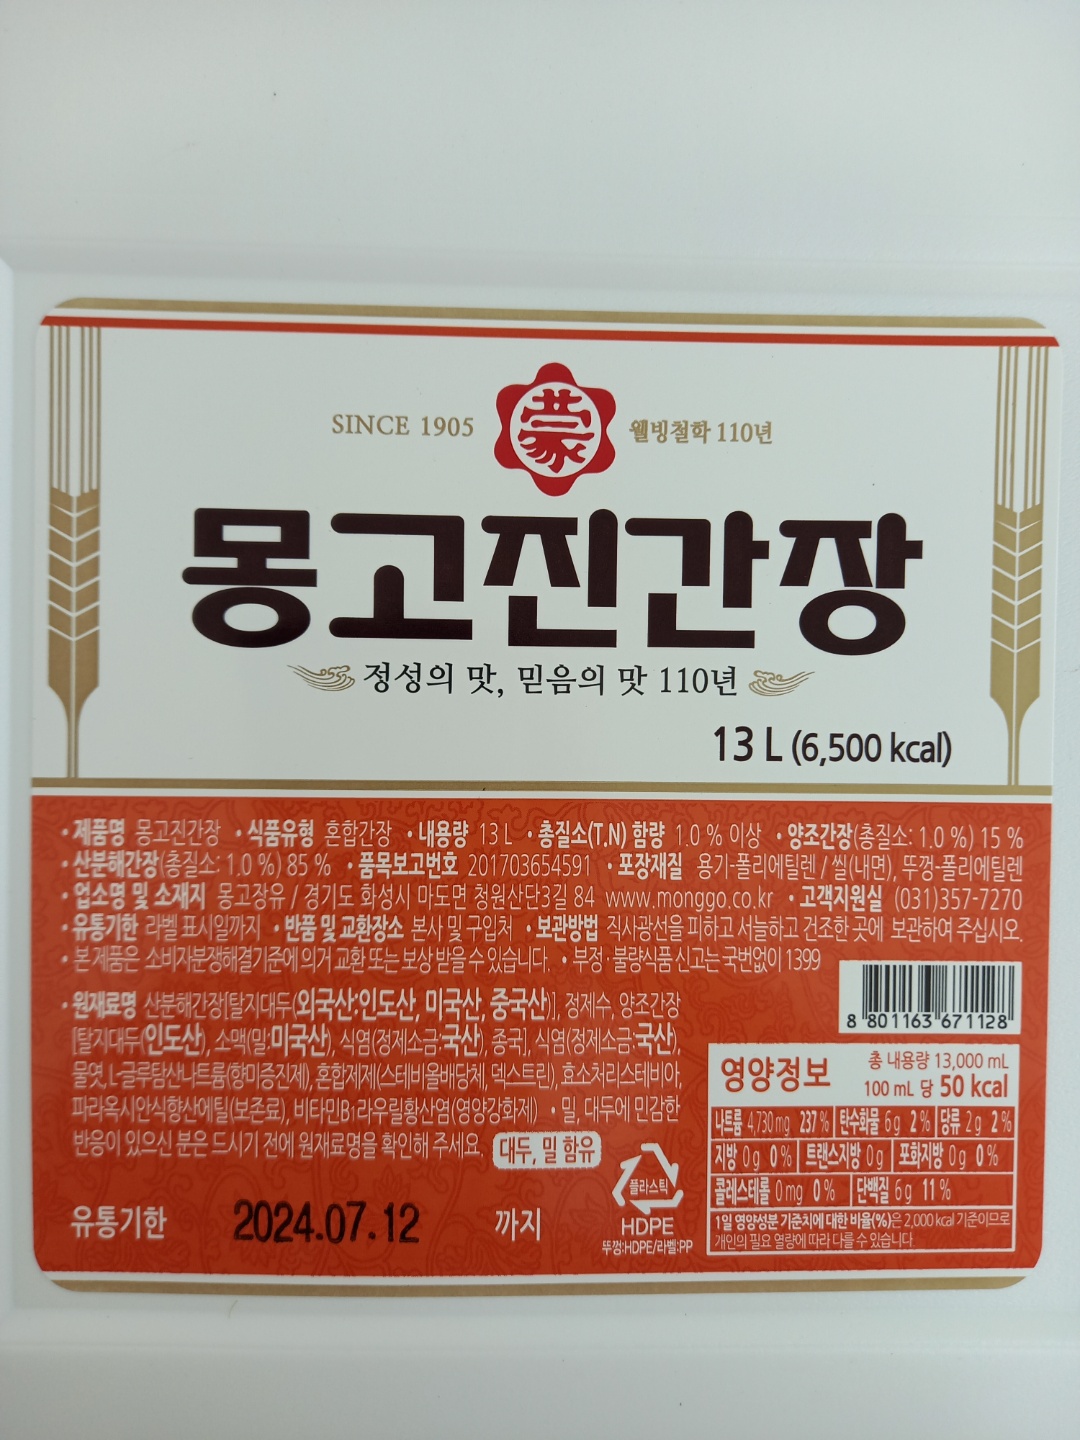 SINCE 1905 蒙 웰빙철학 110년
몽고진간장
정성의 맛, 믿음의 맛 110년
13 L (6,500 kcal)
• 제품명 몽고진간장 • 식품유형 혼합간장 • 내용량 13 L • 총질소(T.N) 함량 1.0 % 이상 • 양조간장(총질소: 1.0 %) 15 %
• 산분해간장(총질소: 1.0 %) 85 % • 품목보고번호 201703654591 • 포장재질 용기-폴리에틸렌 / 씰(내면), 뚜껑-폴리에틸렌
• 업소명 및 소재지 몽고장유 / 경기도 화성시 마도면 청원산단3길 84 www.monggo.co.kr • 고객지원실 (031)357-7270
• 유통기한 라벨 표시일까지 • 반품 및 교환장소 본사 및 구입처 • 보관방법 직사광선을 피하고 서늘하고 건조한 곳에 보관하여 주십시오.
• 본 제품은 소비자분쟁해결기준에 의거 교환 또는 보상 받을 수 있습니다. • 부정·불량식품 신고는 국번없이 1399
• 원재료명 산분해간장[탈지대두(외국산:인도산, 미국산, 중국산)], 정제수, 양조간장
[탈지대두(인도산), 소맥(밀:미국산), 식염(정제소금:국산), 종국], 식염(정제소금:국산),
물엿, L-글루탐산나트륨(향미증진제), 혼합제제(스테비올배당체, 덱스트린), 효소처리스테비아,
파라옥시안식향산에틸(보존료), 비타민B₁라우릴황산염(영양강화제) • 밀, 대두에 민감한
반응이 있으신 분은 드시기 전에 원재료명을 확인해 주세요. 대두, 밀 함유
유통기한 2024.07.12 까지
플라스틱
HDPE
뚜껑:HDPE/라벨:PP
8 801163 671128
영양정보
총 내용량 13,000 mL
100 mL 당 50 kcal
나트륨 4,730 mg 237 % 탄수화물 6 g 2 % 당류 2 g 2 %
지방 0 g 0 % 트랜스지방 0 g 포화지방 0 g 0 %
콜레스테롤 0 mg 0 % 단백질 6 g 11 %
1일 영양성분 기준치에 대한 비율(%)은 2,000 kcal 기준이므로
개인의 필요 열량에 따라 다를 수 있습니다